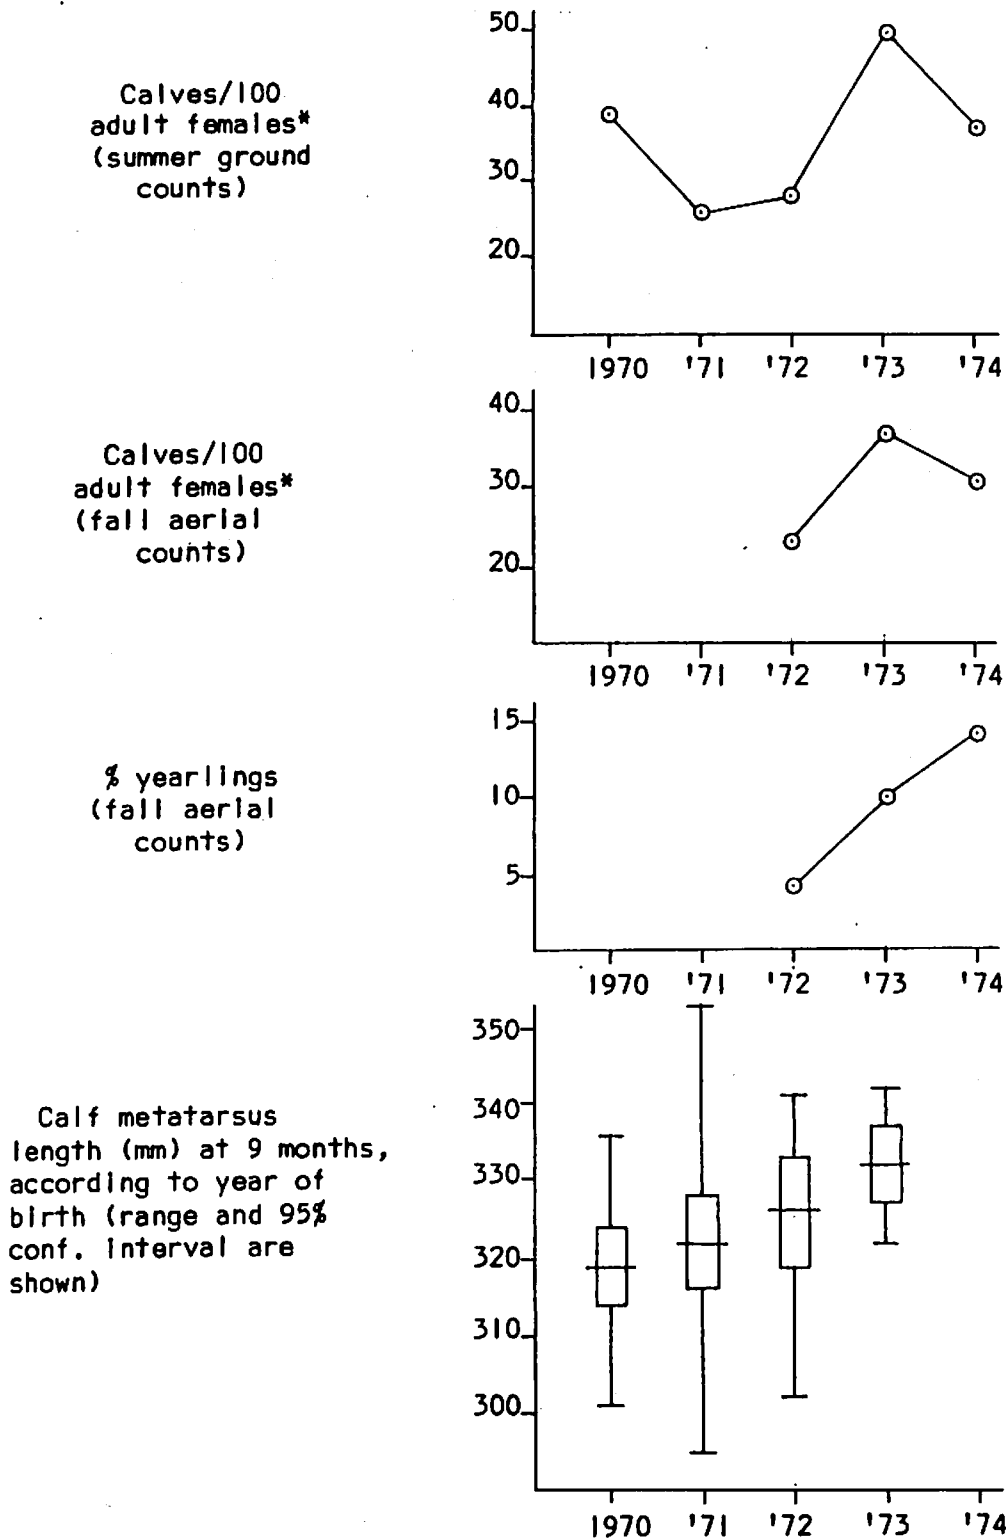 Calves/100
adult females*
(summer ground
counts)
50
40
30
20
1970 '71 '72 '73 '74
Calves/100
adult females*
(fall aerial
counts)
40
30
20
1970 '71 '72 '73 '74
% yearlings
(fall aerial
counts)
15
10
5
1970 '71 '72 '73 '74
Calf metatarsus
length (mm) at 9 months,
according to year of
birth (range and 95%
conf. interval are
shown)
350
340
330
320
310
300
1970 '71 '72 '73 '74